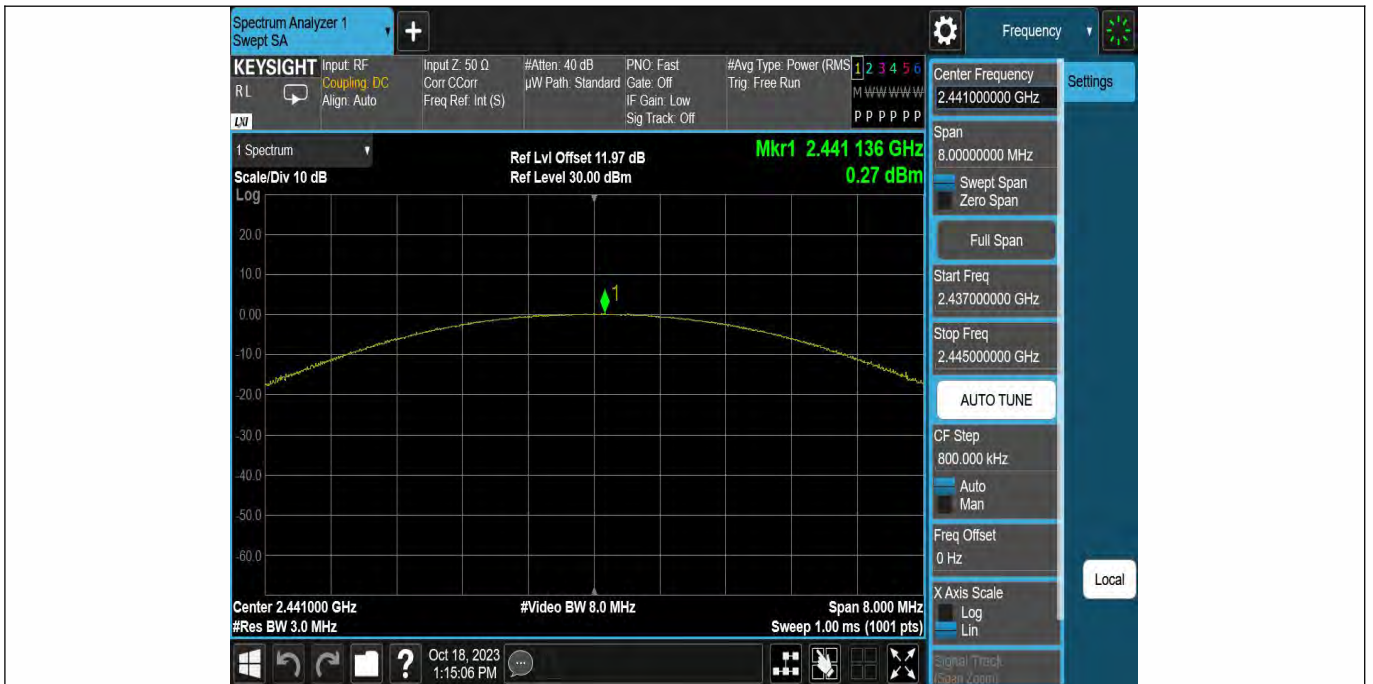 Spectrum Analyzer 1
Swept SA
+
Frequency
KEYSIGHT
RL
LXI
Input: RF
Coupling: DC
Align: Auto
Input Z: 50 Ω
Corr CCorr
Freq Ref: Int (S)
#Atten: 40 dB
µW Path: Standard
PNO: Fast
Gate: Off
IF Gain: Low
Sig Track: Off
#Avg Type: Power (RMS
Trig: Free Run
1 2 3 4 5 6
M W W W W W
P P P P P P
1 Spectrum
Scale/Div 10 dB
Ref Lvl Offset 11.97 dB
Ref Level 30.00 dBm
Mkr1 2.441 136 GHz
0.27 dBm
Log
20.0
10.0
0.00
-10.0
-20.0
-30.0
-40.0
-50.0
-60.0
1
Center 2.441000 GHz
#Res BW 3.0 MHz
#Video BW 8.0 MHz
Span 8.000 MHz
Sweep 1.00 ms (1001 pts)
Oct 18, 2023
1:15:06 PM
?
Center Frequency
2.441000000 GHz
Span
8.00000000 MHz
Swept Span
Zero Span
Full Span
Start Freq
2.437000000 GHz
Stop Freq
2.445000000 GHz
AUTO TUNE
CF Step
800.000 kHz
Auto
Man
Freq Offset
0 Hz
X Axis Scale
Log
Lin
Signal Track
(Span Zoom)
Settings
Local